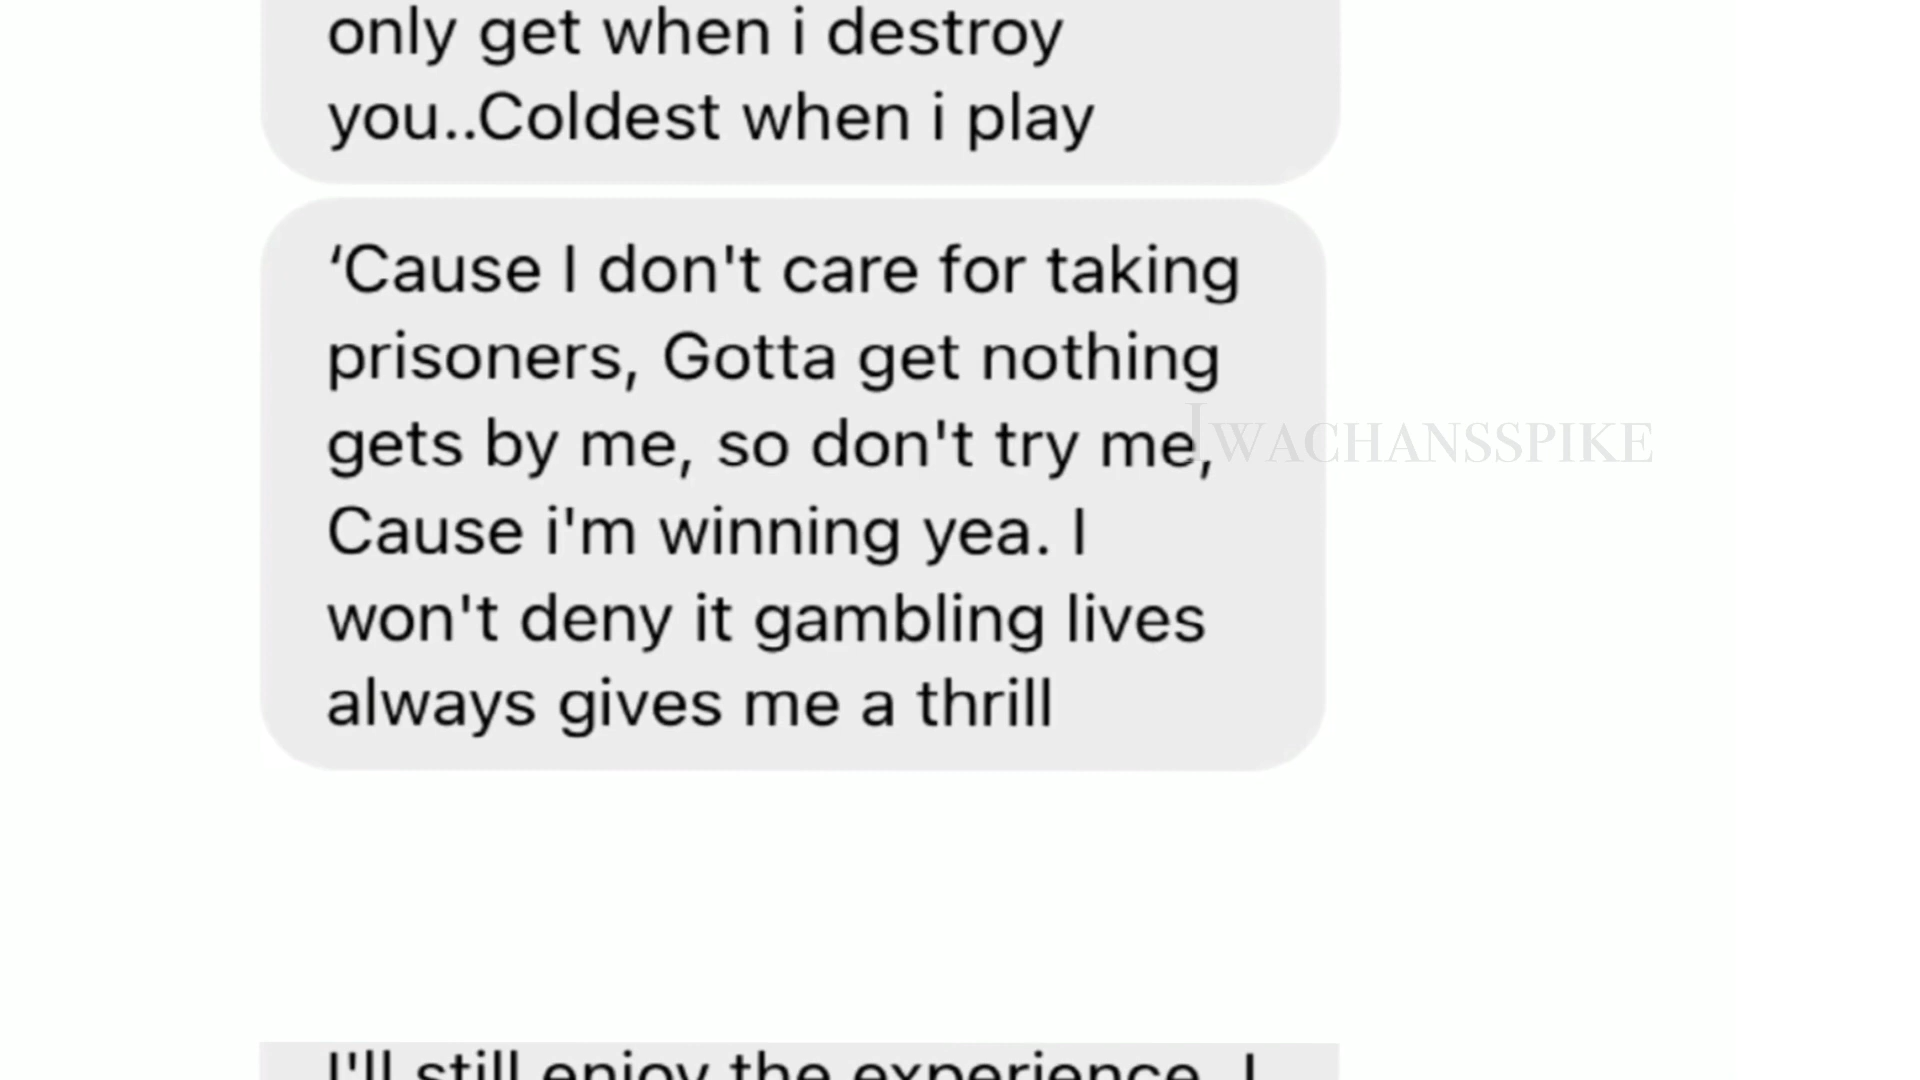 only get when i destroy
you..Coldest when i play
‘Cause I don't care for taking
prisoners, Gotta get nothing
gets by me, so don't try me,
IWACHANSSPIKE
Cause i'm winning yea. I
won't deny it gambling lives
always gives me a thrill
I'll still enjoy the experience. I